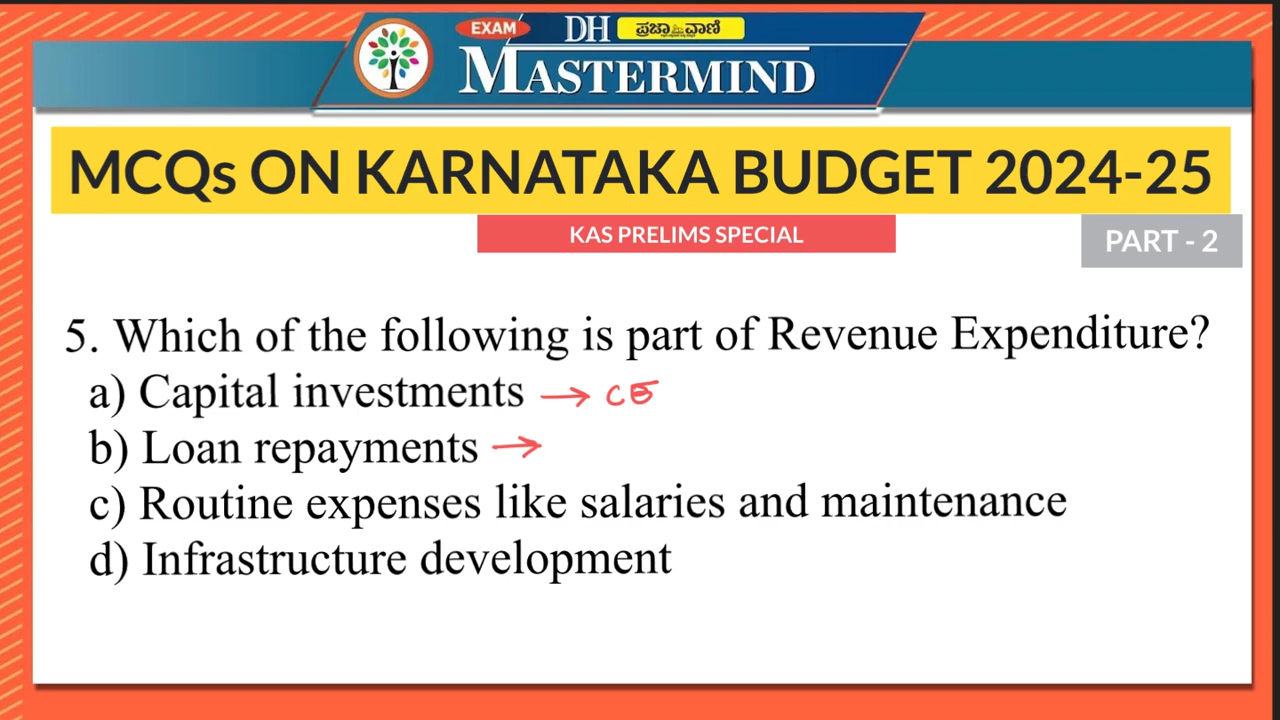 EXAM DH ಪ್ರಜಾವಾಣಿ
MASTERMIND
MCQs ON KARNATAKA BUDGET 2024-25
KAS PRELIMS SPECIAL
PART - 2
5. Which of the following is part of Revenue Expenditure?
a) Capital investments → CE
b) Loan repayments →
c) Routine expenses like salaries and maintenance
d) Infrastructure development